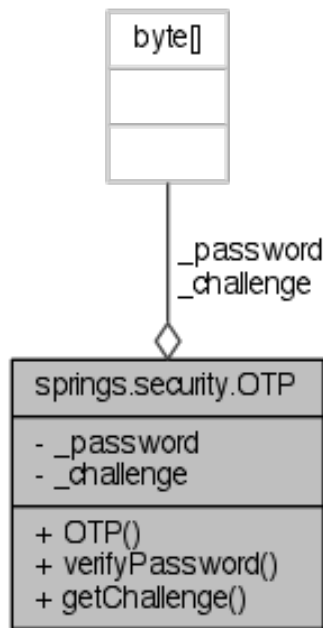 byte[]
_password
_challenge
springs.security.OTP
- _password
- _challenge
+ OTP()
+ verifyPassword()
+ getChallenge()